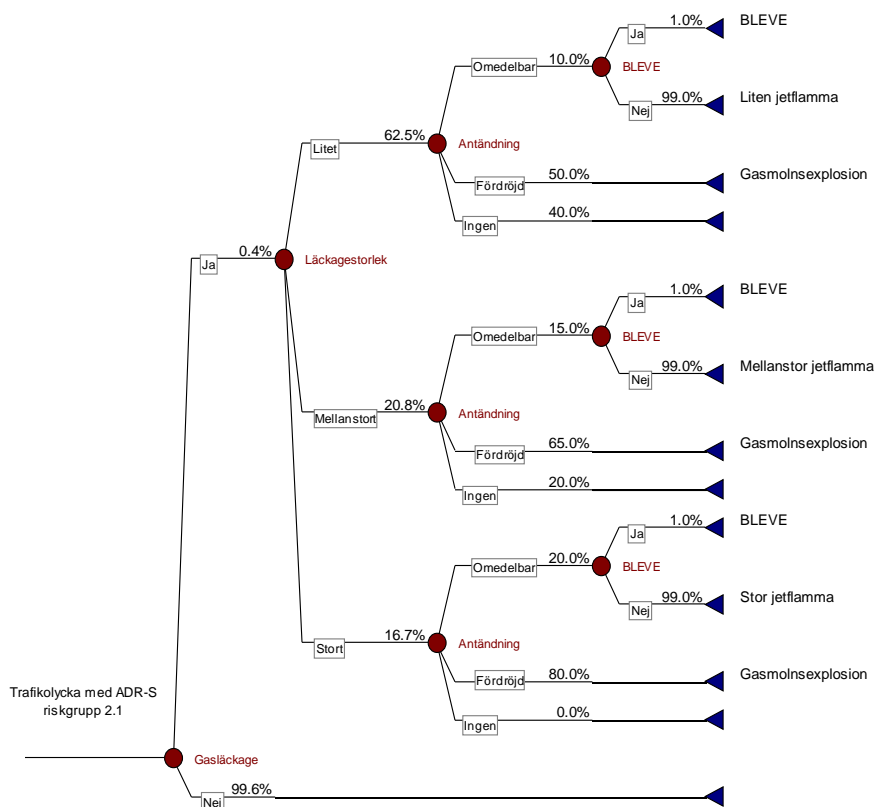 Ja 1.0% BLEVE
Omedelbar 10.0% BLEVE
Nej 99.0% Liten jetflamma
Litet 62.5% Antändning
Fördröjd 50.0% Gasmolnsexplosion
Ingen 40.0%
Ja 0.4% Läckagestorlek
Ja 1.0% BLEVE
Omedelbar 15.0% BLEVE
Nej 99.0% Mellanstor jetflamma
Mellanstort 20.8% Antändning
Fördröjd 65.0% Gasmolnsexplosion
Ingen 20.0%
Ja 1.0% BLEVE
Omedelbar 20.0% BLEVE
Nej 99.0% Stor jetflamma
Stort 16.7% Antändning
Fördröjd 80.0% Gasmolnsexplosion
Ingen 0.0%
Trafikolycka med ADR-S
riskgrupp 2.1
Gasläckage
Nej 99.6%